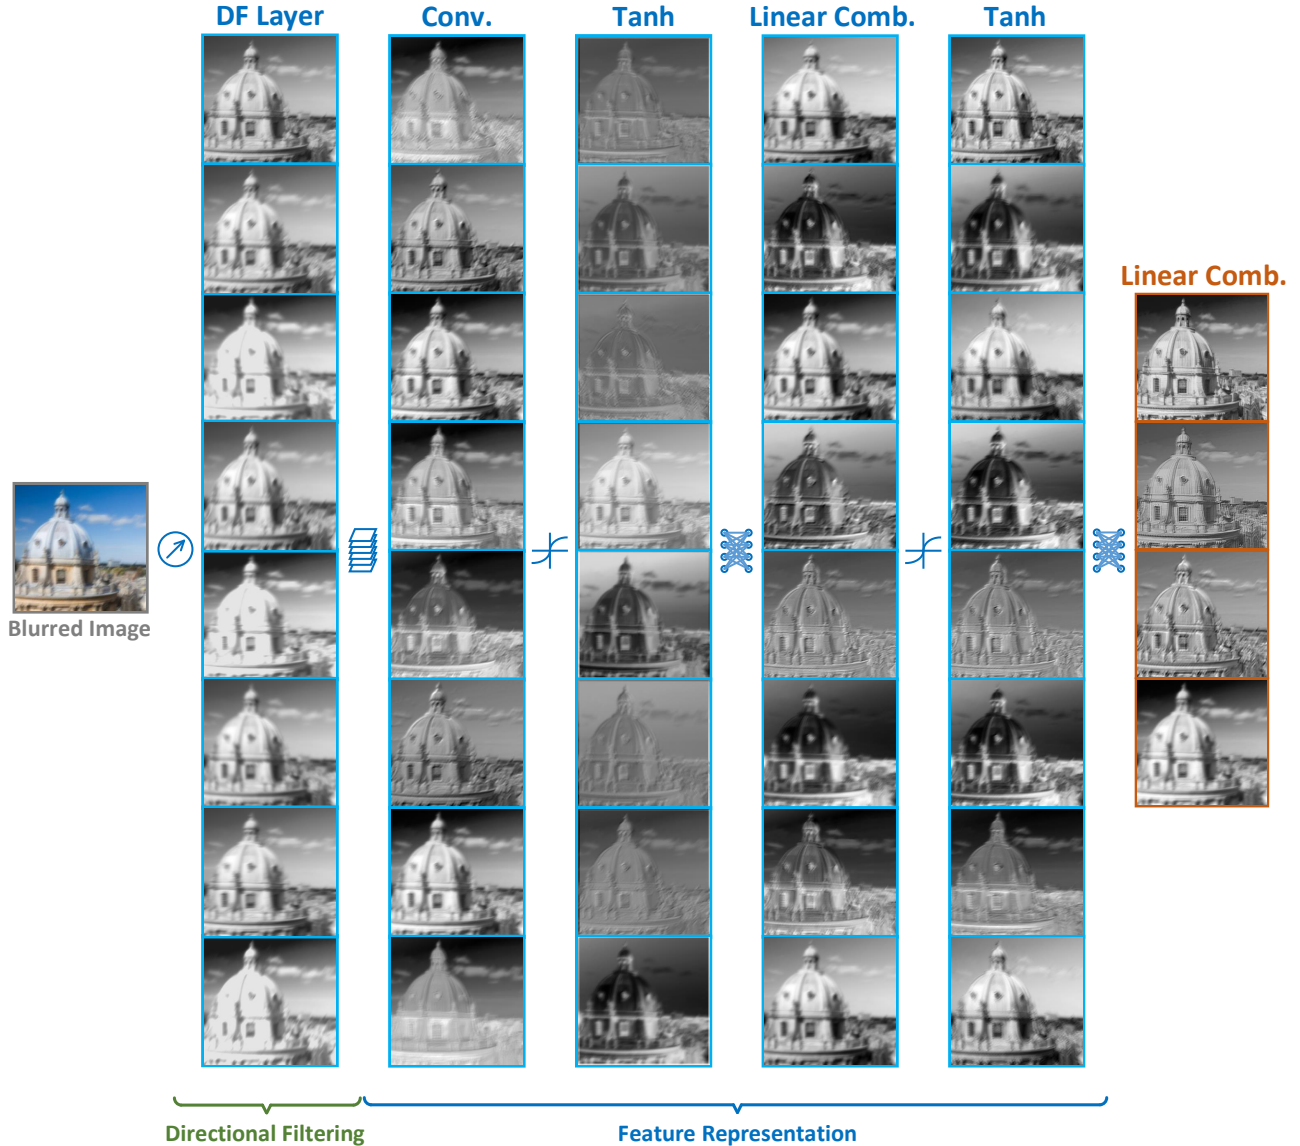 DF Layer
Conv.
Tanh
Linear Comb.
Tanh
Linear Comb.
Blurred Image
Directional Filtering
Feature Representation